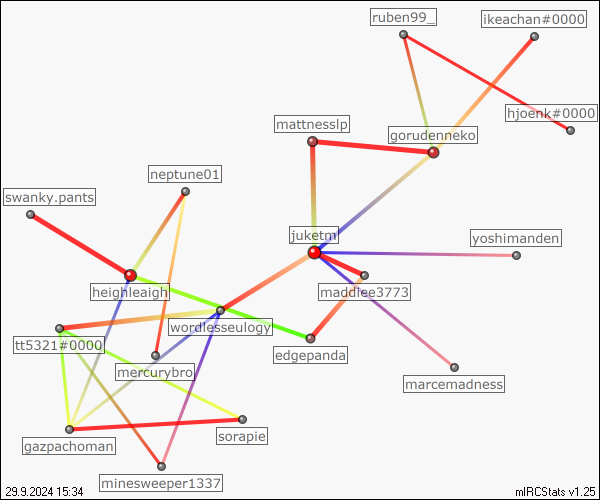 ruben99_
ikeachan#0000
hjoenk#0000
mattnesslp
gorudenneko
neptune01
swanky.pants
juketm
yoshimanden
heighleaigh
maddiee3773
wordlesseulogy
tt5321#0000
edgepanda
mercurybro
marcemadness
sorapie
gazpachoman
minesweeper1337
29.9.2024 15:34
mIRCStats v1.25